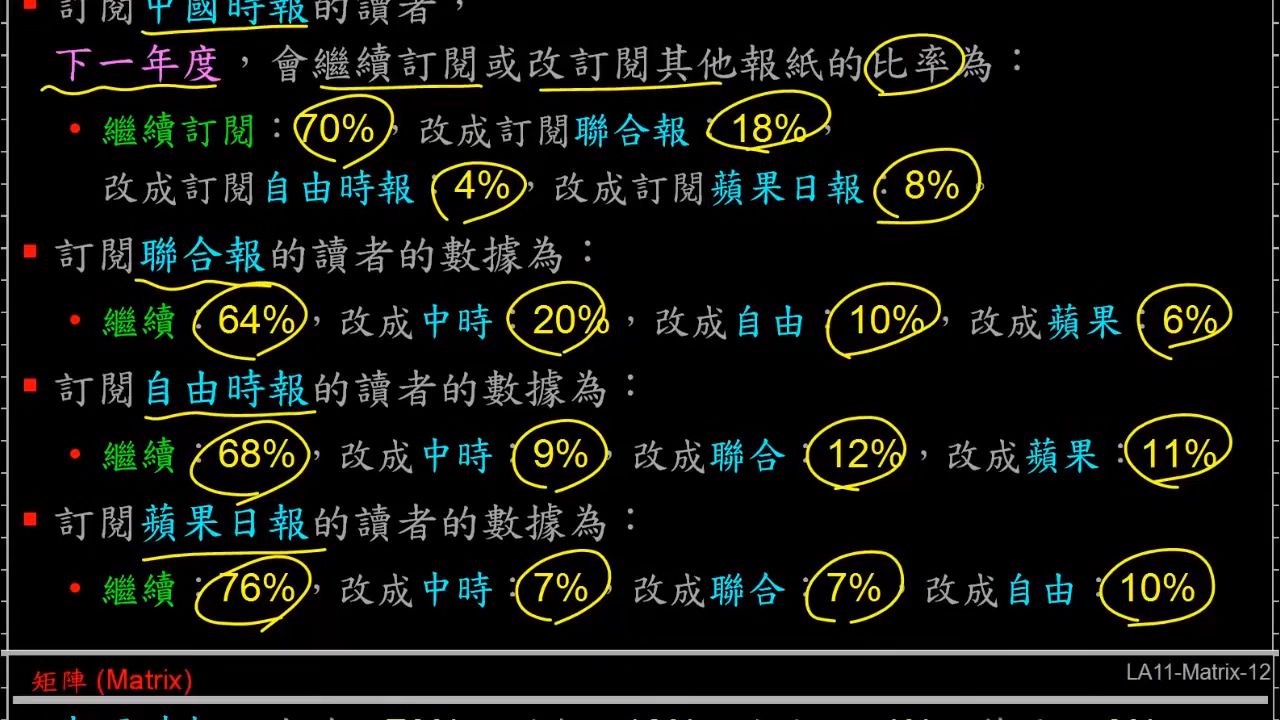 訂閱中國時報的讀者,
下一年度,會繼續訂閱或改訂閱其他報紙的比率為:
• 繼續訂閱:70%,改成訂閱聯合報:18%,
改成訂閱自由時報:4%,改成訂閱蘋果日報:8%。
▪ 訂閱聯合報的讀者的數據為:
• 繼續:64%,改成中時:20%,改成自由:10%,改成蘋果:6%
▪ 訂閱自由時報的讀者的數據為:
• 繼續:68%,改成中時:9%,改成聯合:12%,改成蘋果:11%
▪ 訂閱蘋果日報的讀者的數據為:
• 繼續:76%,改成中時:7%,改成聯合:7%,改成自由:10%
LA11-Matrix-12
矩陣 (Matrix)